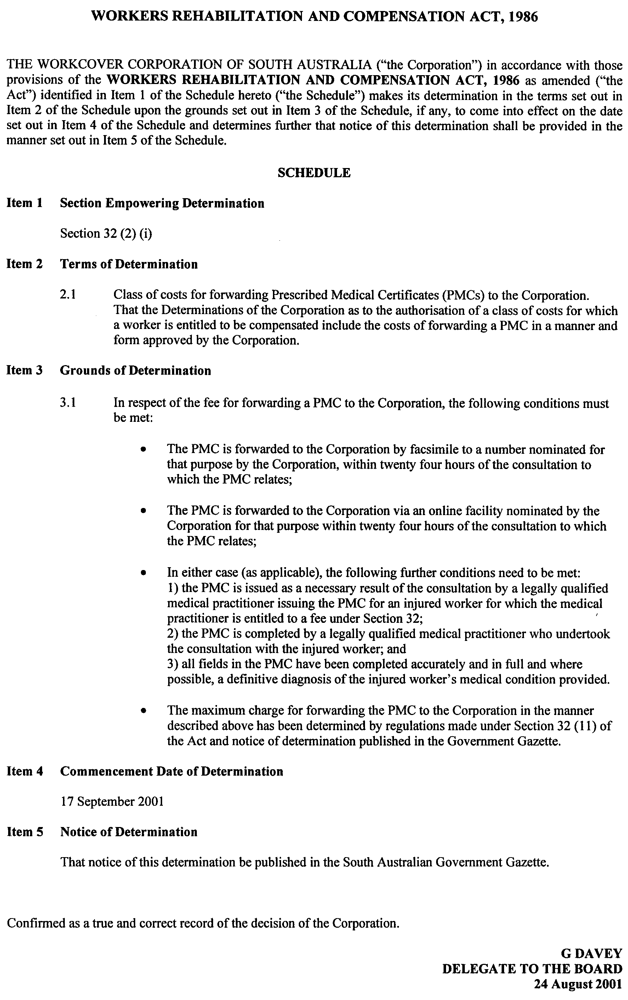 WORKERS REHABILITATION AND COMPENSATION ACT, 1986
THE WORKCOVER CORPORATION OF SOUTH AUSTRALIA (“the Corporation”) in accordance with those
provisions of the WORKERS REHABILITATION AND COMPENSATION ACT, 1986 as amended (“the
Act”) identified in Item 1 of the Schedule hereto (“the Schedule”) makes its determination in the terms set out in
Item 2 of the Schedule upon the grounds set out in Item 3 of the Schedule, if any, to come into effect on the date
set out in Item 4 of the Schedule and determines further that notice of this determination shall be provided in the
manner set out in Item 5 of the Schedule.
SCHEDULE
Item 1 Section Empowering Determination
Section 32 (2) (i)
Item 2 Terms of Determination
2.1 Class of costs for forwarding Prescribed Medical Certificates (PMCs) to the Corporation.
That the Determinations of the Corporation as to the authorisation of a class of costs for which
a worker is entitled to be compensated include the costs of forwarding a PMC in a manner and
form approved by the Corporation.
Item 3 Grounds of Determination
3.1 In respect of the fee for forwarding a PMC to the Corporation, the following conditions must
be met:
• The PMC is forwarded to the Corporation by facsimile to a number nominated for
that purpose by the Corporation, within twenty four hours of the consultation to
which the PMC relates;
• The PMC is forwarded to the Corporation via an online facility nominated by the
Corporation for that purpose within twenty four hours of the consultation to which
the PMC relates;
• In either case (as applicable), the following further conditions need to be met:
1) the PMC is issued as a necessary result of the consultation by a legally qualified
medical practitioner issuing the PMC for an injured worker for which the medical
practitioner is entitled to a fee under Section 32;
2) the PMC is completed by a legally qualified medical practitioner who undertook
the consultation with the injured worker; and
3) all fields in the PMC have been completed accurately and in full and where
possible, a definitive diagnosis of the injured worker’s medical condition provided.
• The maximum charge for forwarding the PMC to the Corporation in the manner
described above has been determined by regulations made under Section 32 (11) of
the Act and notice of determination published in the Government Gazette.
Item 4 Commencement Date of Determination
17 September 2001
Item 5 Notice of Determination
That notice of this determination be published in the South Australian Government Gazette.
Confirmed as a true and correct record of the decision of the Corporation.
G DAVEY
DELEGATE TO THE BOARD
24 August 2001